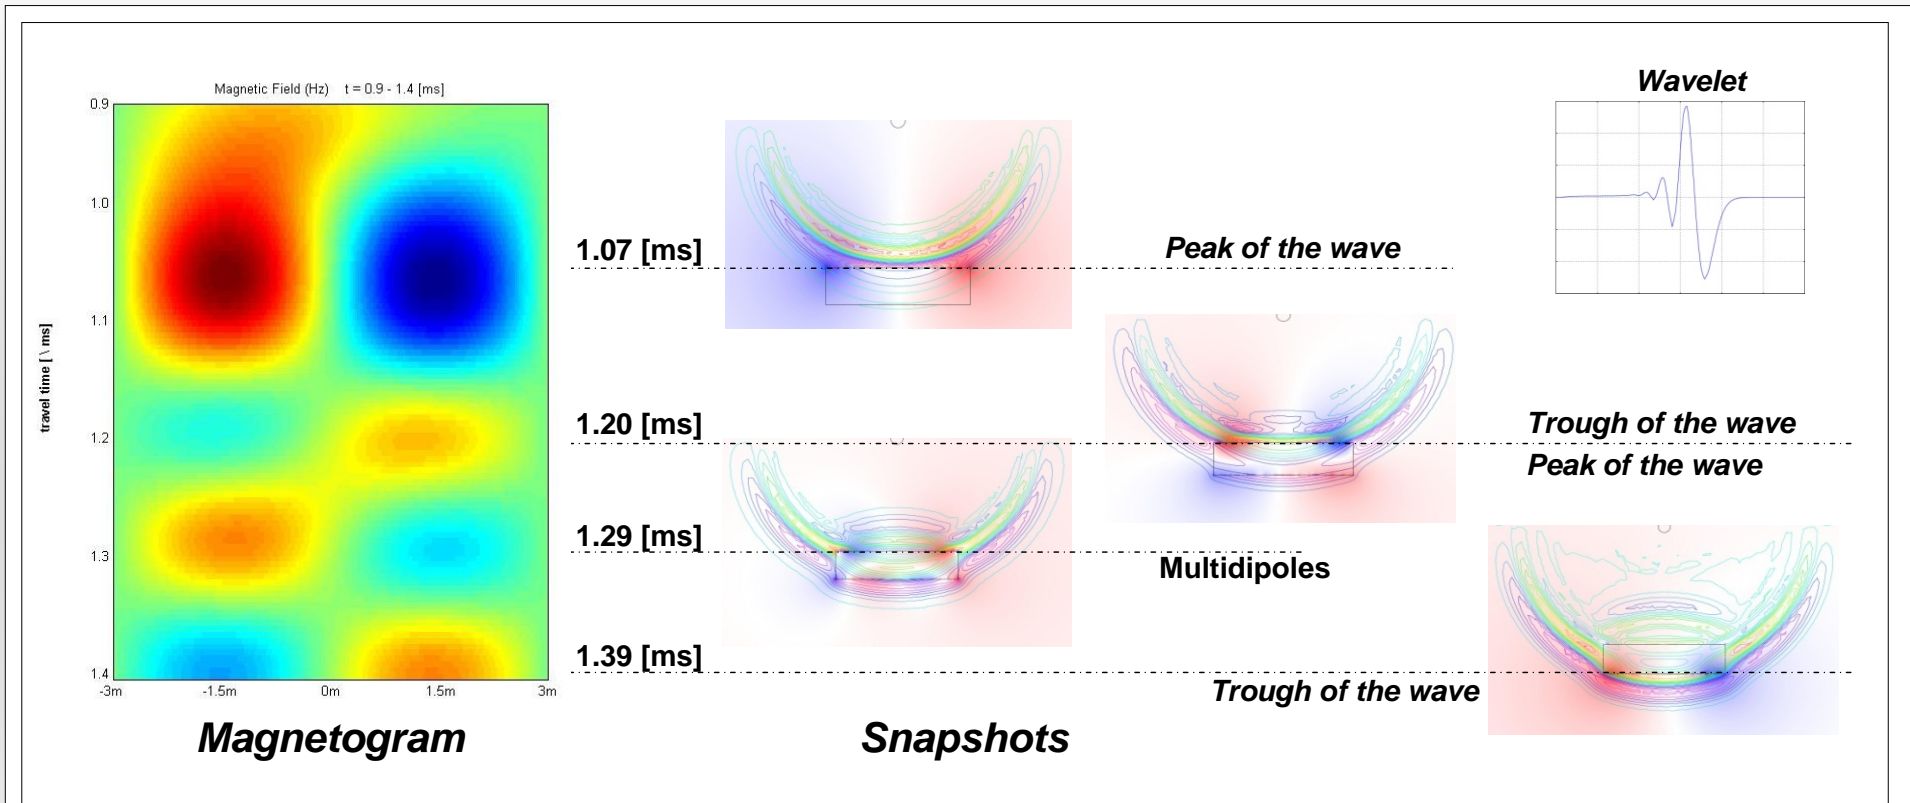 Magnetic Field (Hz) t = 0.9 - 1.4 [ms]
0.9
1.0
1.1
1.2
1.3
1.4
travel time [ \ ms]
-3m -1.5m 0m 1.5m 3m
Magnetogram
1.07 [ms]
Peak of the wave
Wavelet
1.20 [ms]
Trough of the wave
Peak of the wave
1.29 [ms]
Multidipoles
1.39 [ms]
Trough of the wave
Snapshots